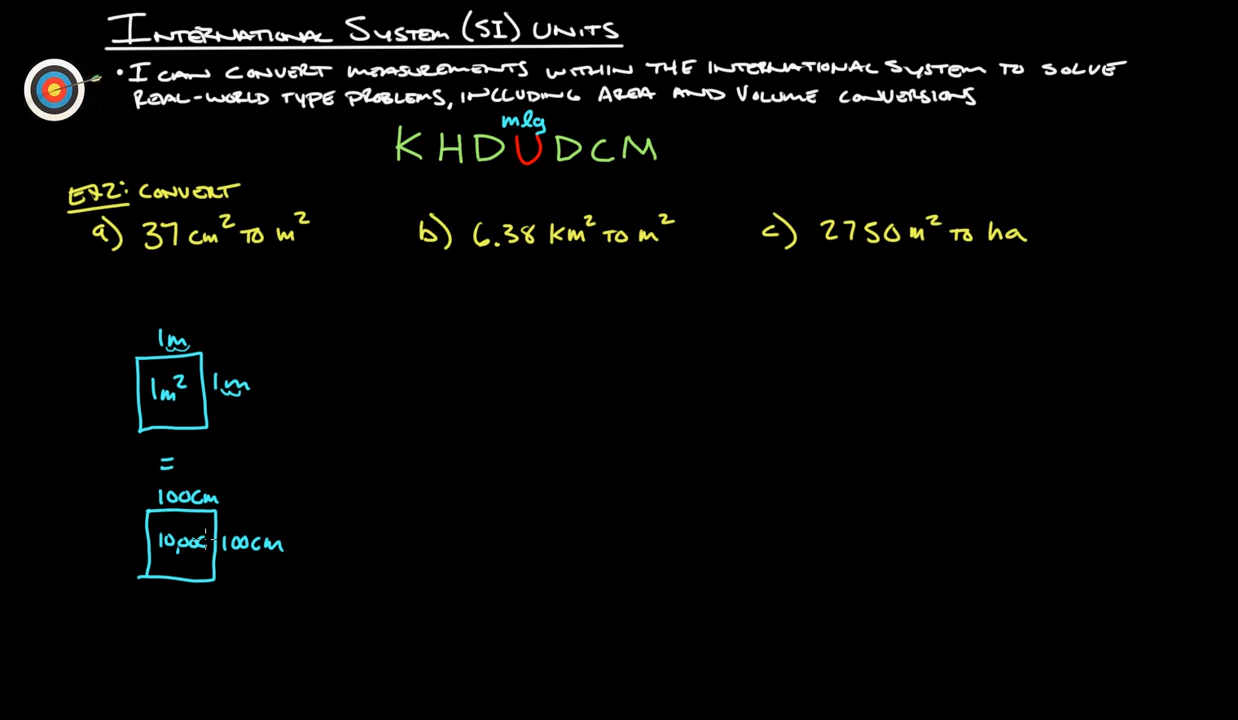 INTERNATIONAL SYSTEM (SI) UNITS
• I CAN CONVERT MEASUREMENTS WITHIN THE INTERNATIONAL SYSTEM TO SOLVE
REAL-WORLD TYPE PROBLEMS, INCLUDING AREA AND VOLUME CONVERSIONS
mlg
K H D U D C M
EX2: CONVERT
a) 37 cm² TO m² b) 6.38 km² TO m² c) 2750 m² TO ha
1m
1m² 1m
=
100cm
10,000 100cm